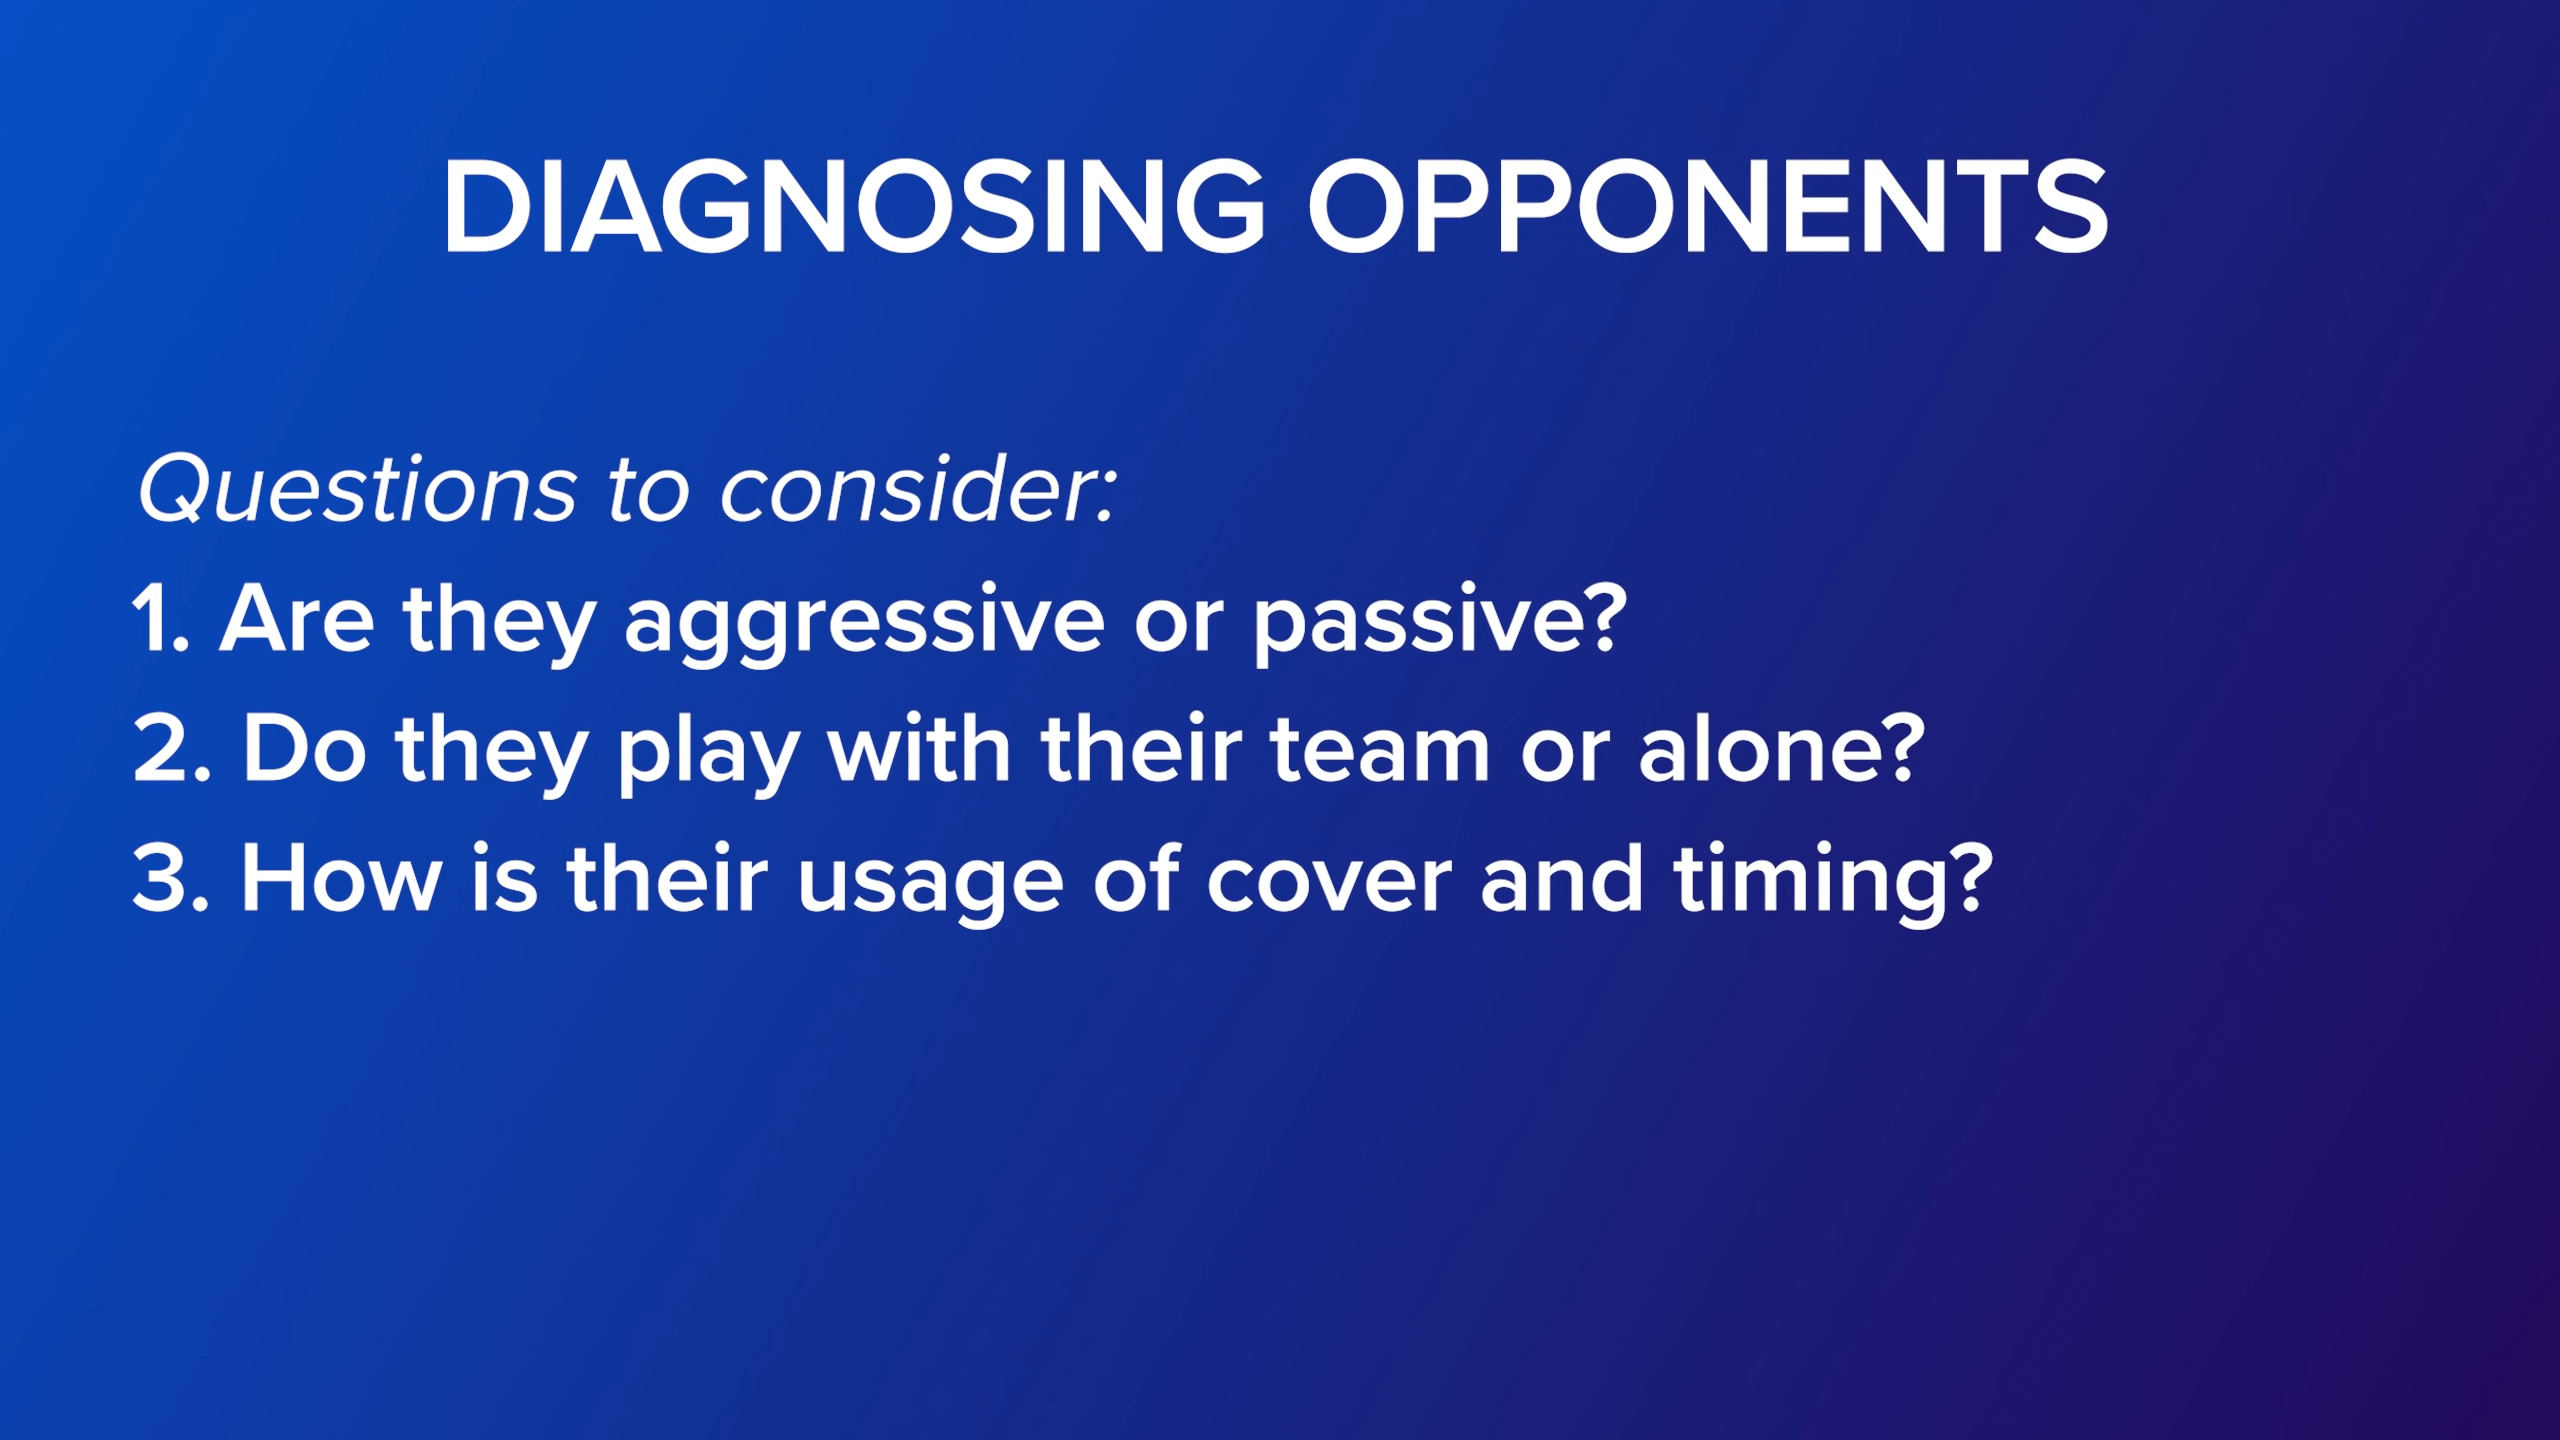 DIAGNOSING OPPONENTS
Questions to consider:
1. Are they aggressive or passive?
2. Do they play with their team or alone?
3. How is their usage of cover and timing?